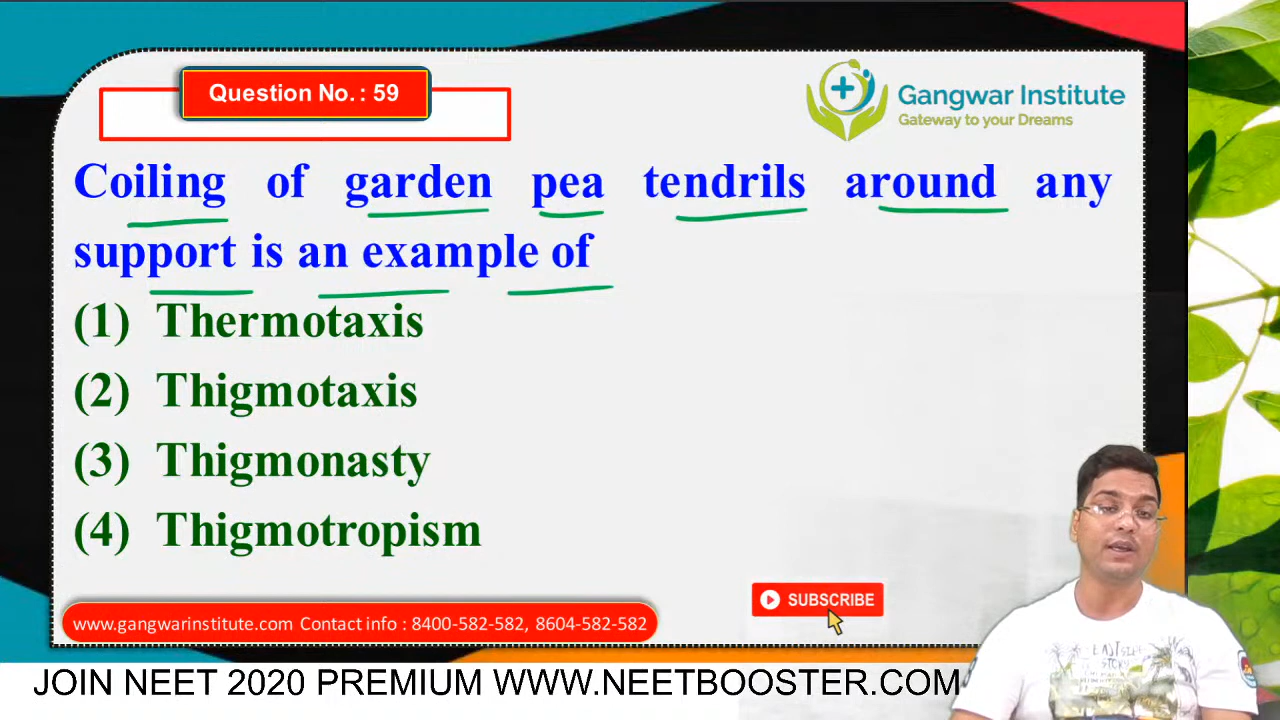 Question No. : 59
Gangwar Institute
Gateway to your Dreams
Coiling of garden pea tendrils around any
support is an example of
(1) Thermotaxis
(2) Thigmotaxis
(3) Thigmonasty
(4) Thigmotropism
SUBSCRIBE
www.gangwarinstitute.com Contact info : 8400-582-582, 8604-582-582
JOIN NEET 2020 PREMIUM WWW.NEETBOOSTER.COM